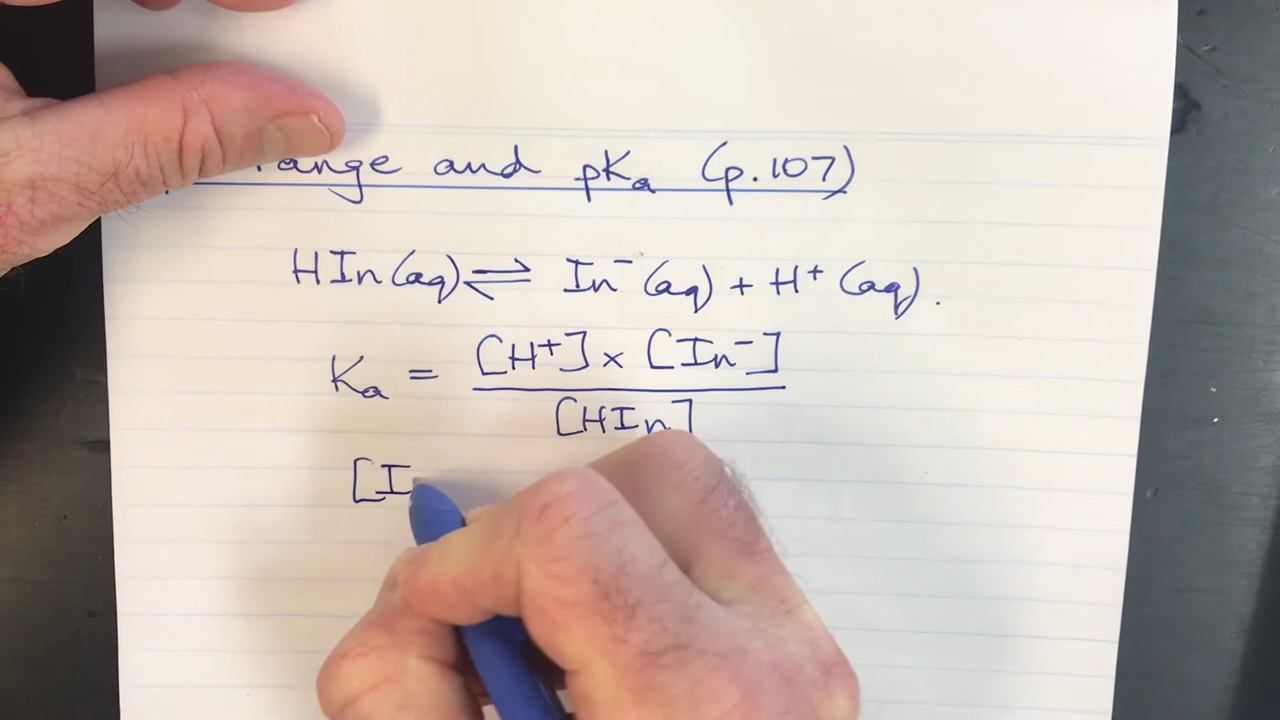 range and pKₐ (p.107)
HIn(aq) ⇌ In⁻(aq) + H⁺(aq).
Kₐ = [H⁺] × [In⁻] / [HIn]
[I